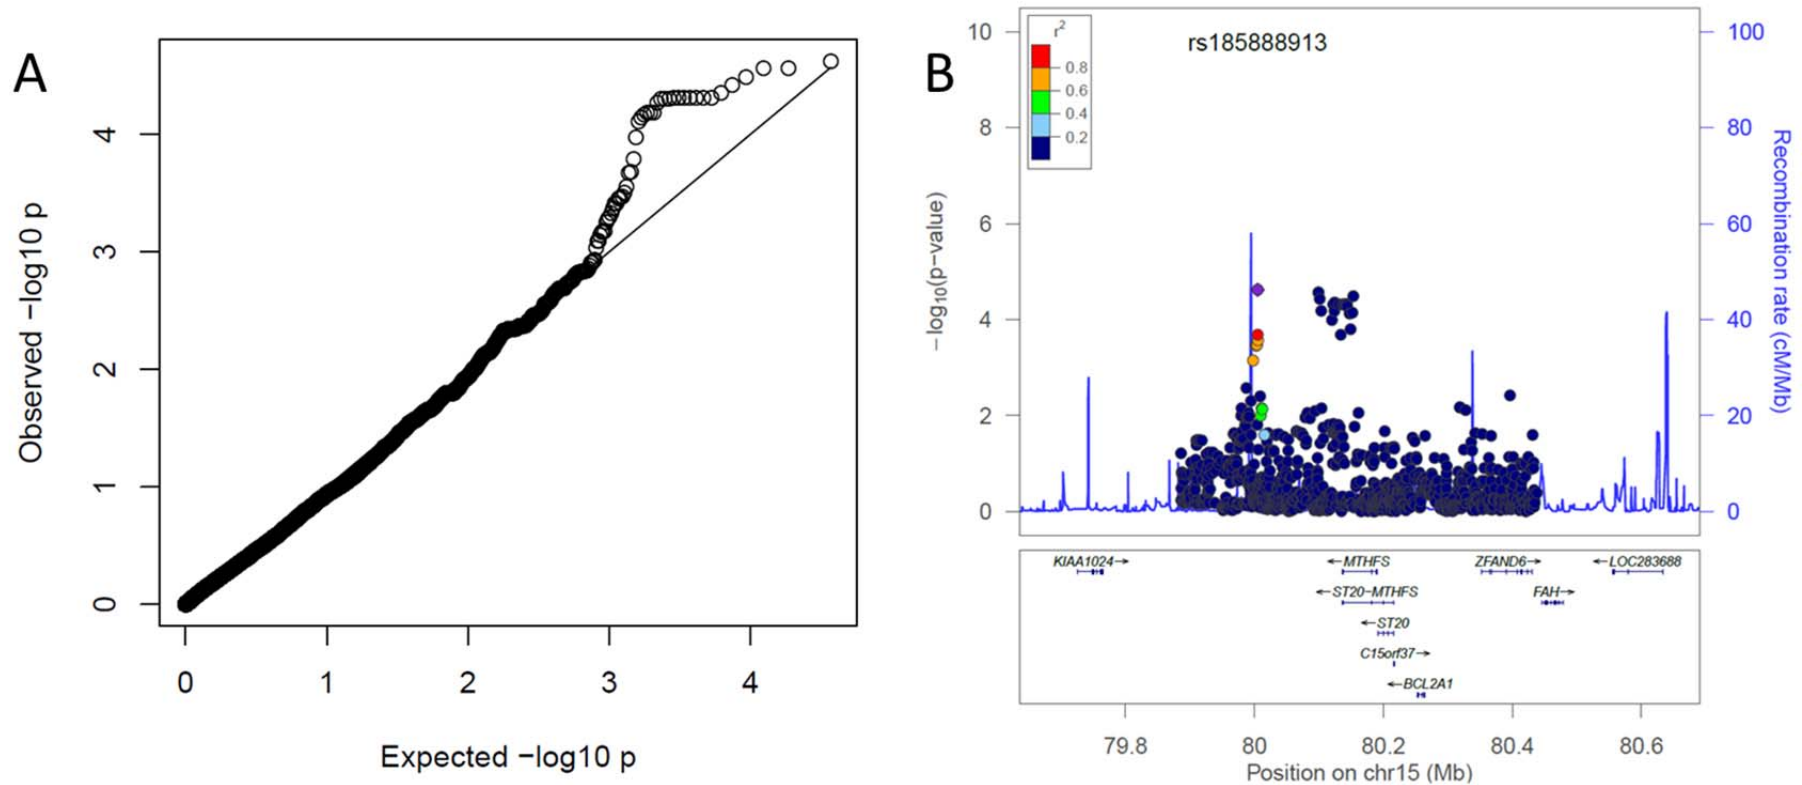 A
Observed −log10 p
4
3
2
1
0
0 1 2 3 4
Expected −log10 p
B
rs185888913
r2
0.8
0.6
0.4
0.2
−log10(p−value)
10
8
6
4
2
0
100
80
60
40
20
0
Recombination rate (cM/Mb)
KIAA1024→ ←MTHFS ZFAND6→ ←LOC283688
←ST20−MTHFS FAH→
←ST20
C15orf37→
←BCL2A1
79.8 80 80.2 80.4 80.6
Position on chr15 (Mb)